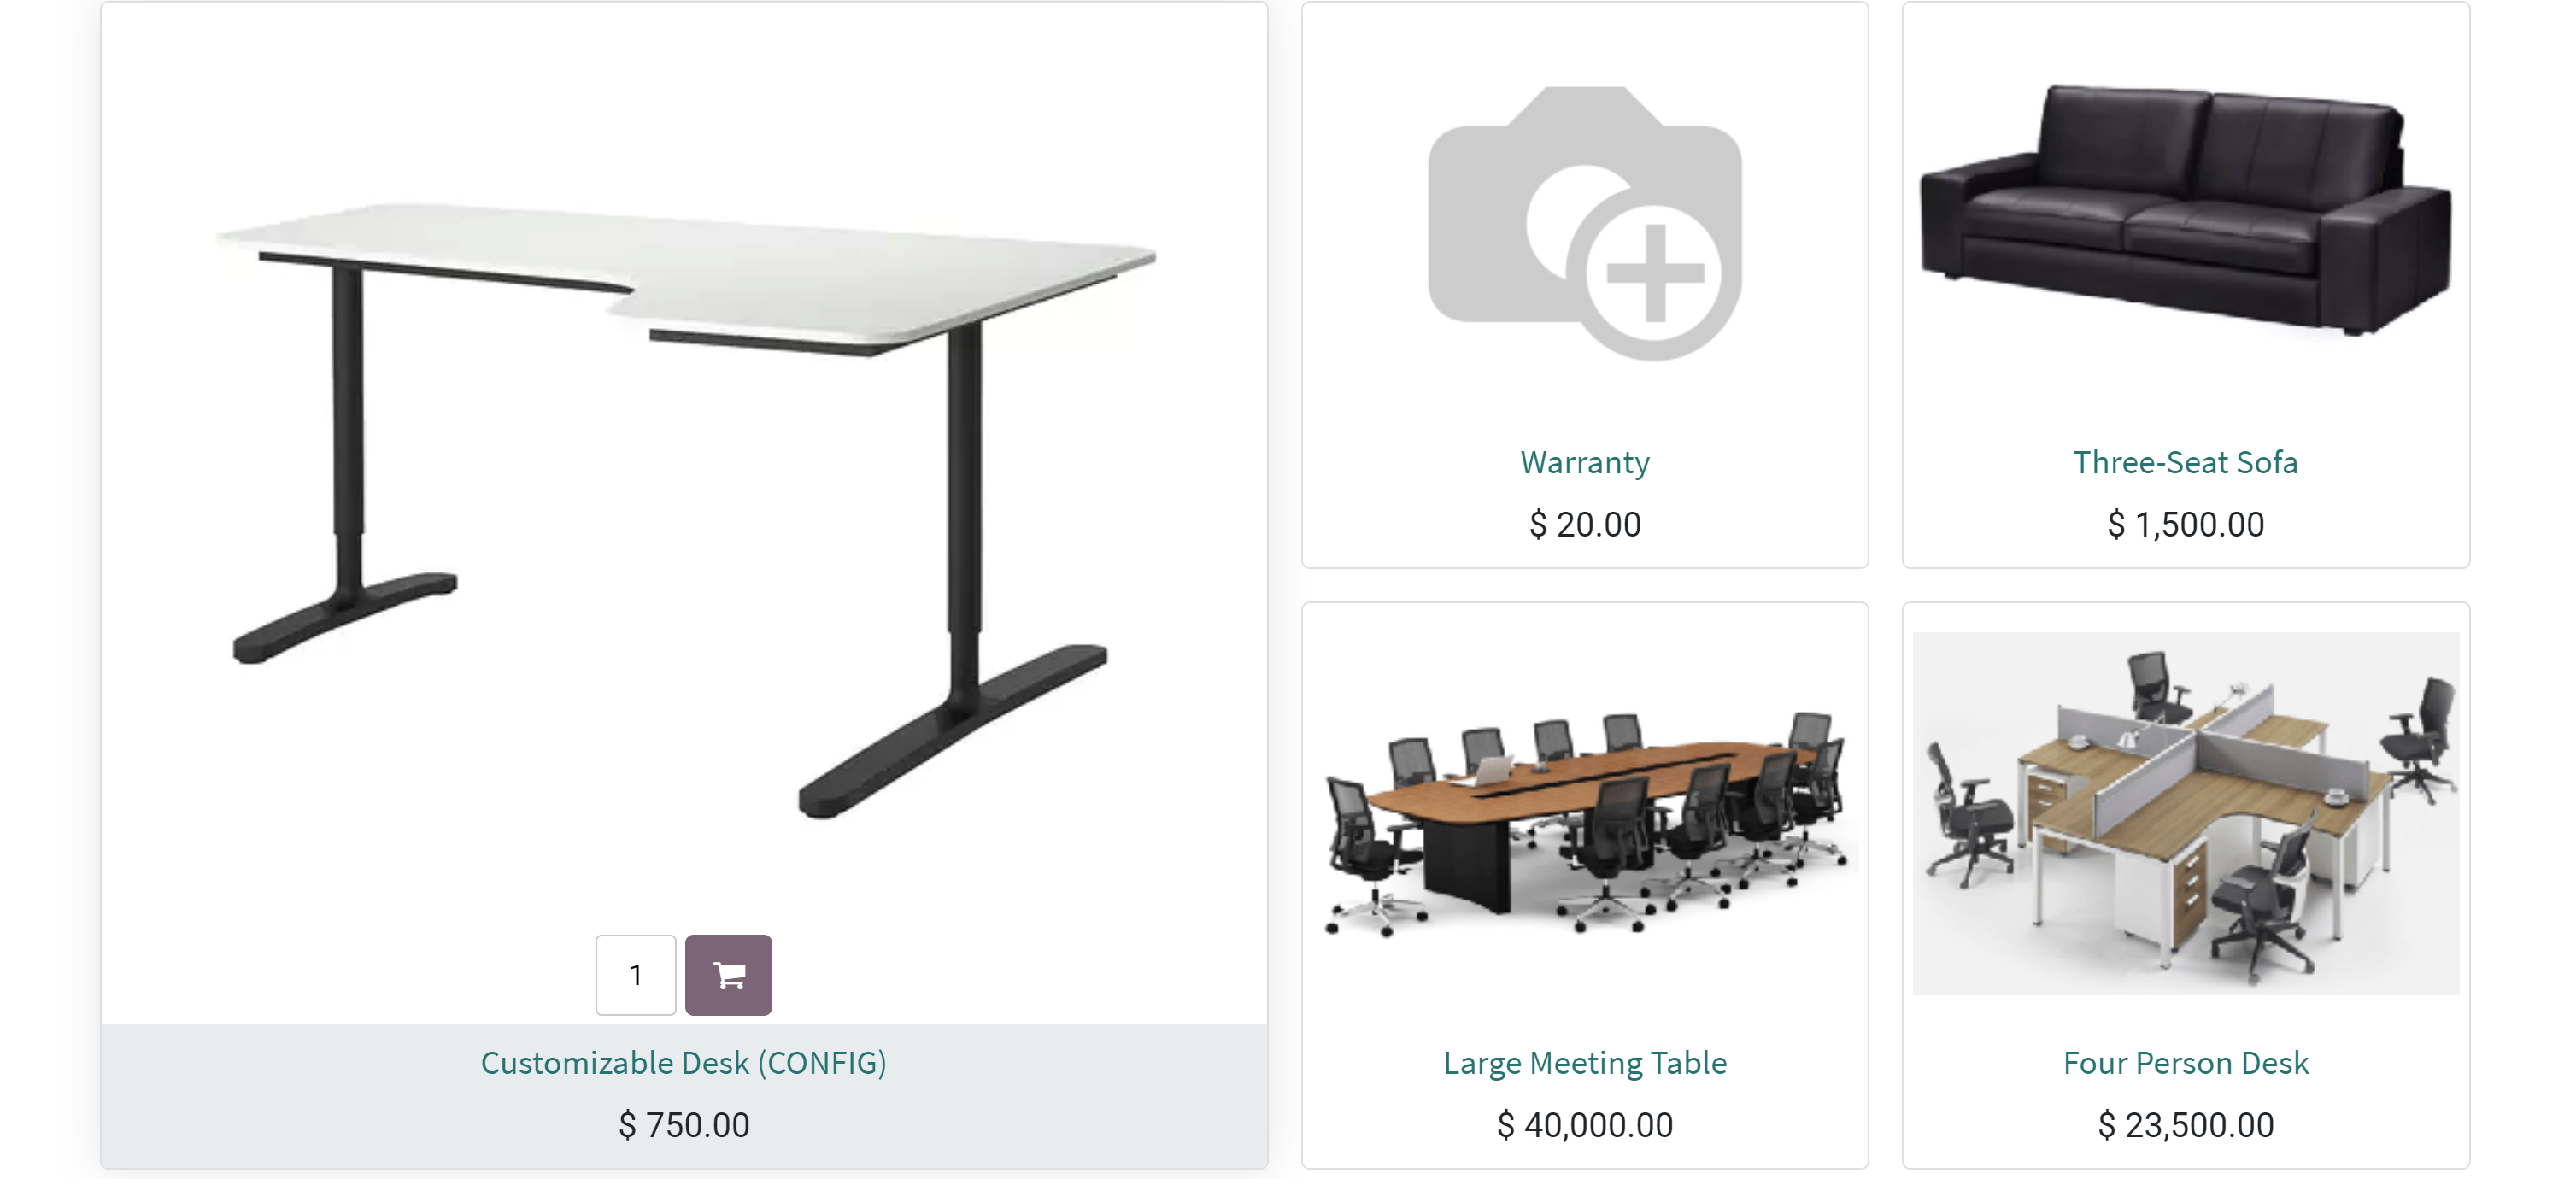 1
Customizable Desk (CONFIG)
$ 750.00
Warranty
$ 20.00
Three-Seat Sofa
$ 1,500.00
Large Meeting Table
$ 40,000.00
Four Person Desk
$ 23,500.00